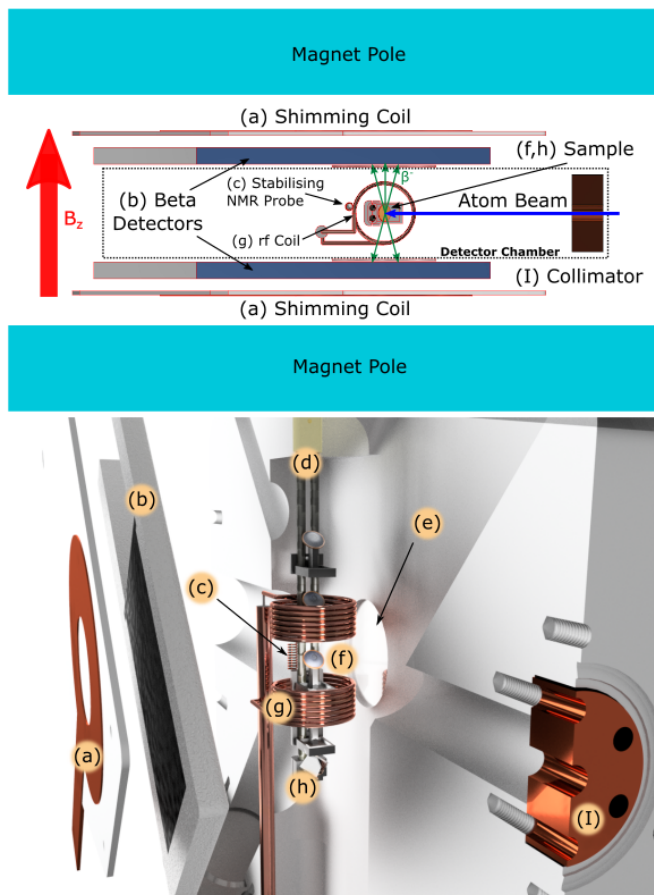 Magnet Pole
(a) Shimming Coil
(f,h) Sample
β-
(c) Stabilising
NMR Probe
(b) Beta
Detectors
Atom Beam
Bz
(g) rf Coil
Detector Chamber
(I) Collimator
(a) Shimming Coil
Magnet Pole
(d)
(b)
(e)
(c)
(f)
(g)
(a)
(h)
(I)